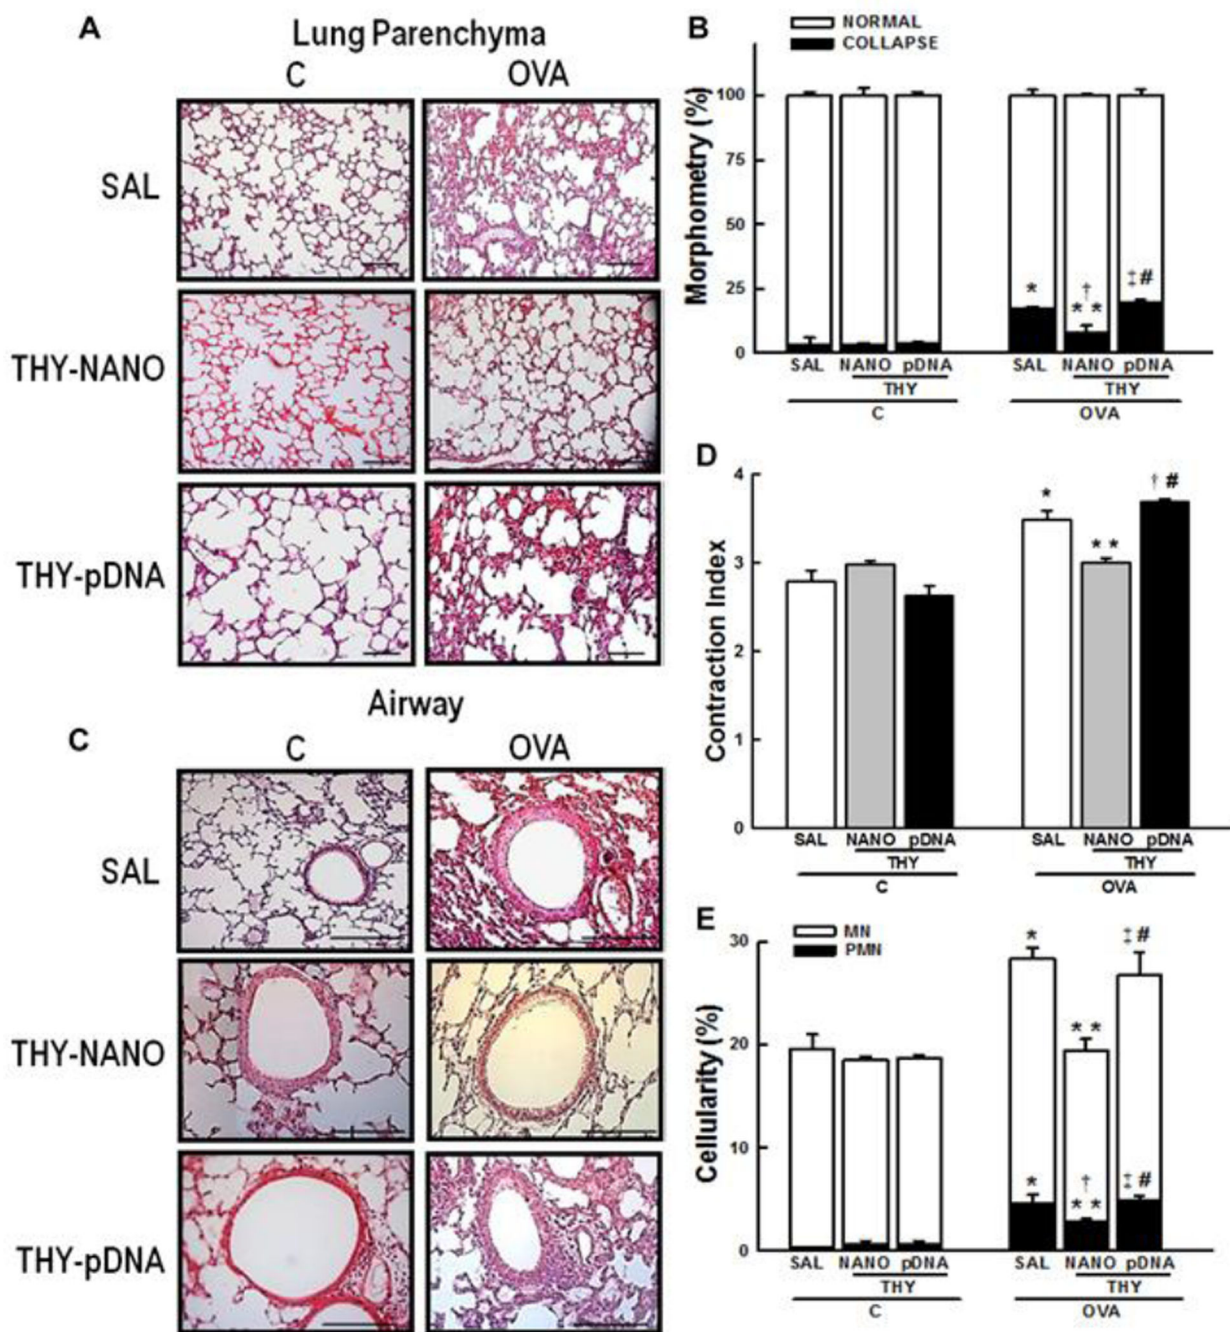 A
Lung Parenchyma
C OVA
SAL
THY-NANO
THY-pDNA
B
NORMAL
COLLAPSE
Morphometry (%)
100
75
50
25
0
*
†
**
‡#
SAL NANO pDNA SAL NANO pDNA
THY THY
C OVA
Airway
C
C OVA
SAL
THY-NANO
THY-pDNA
D
Contraction Index
4
3
2
1
0
*
**
† #
SAL NANO pDNA SAL NANO pDNA
THY THY
C OVA
E
MN
PMN
Cellularity (%)
30
20
10
0
*
**
‡#
*
†
**
‡#
SAL NANO pDNA SAL NANO pDNA
THY THY
C OVA